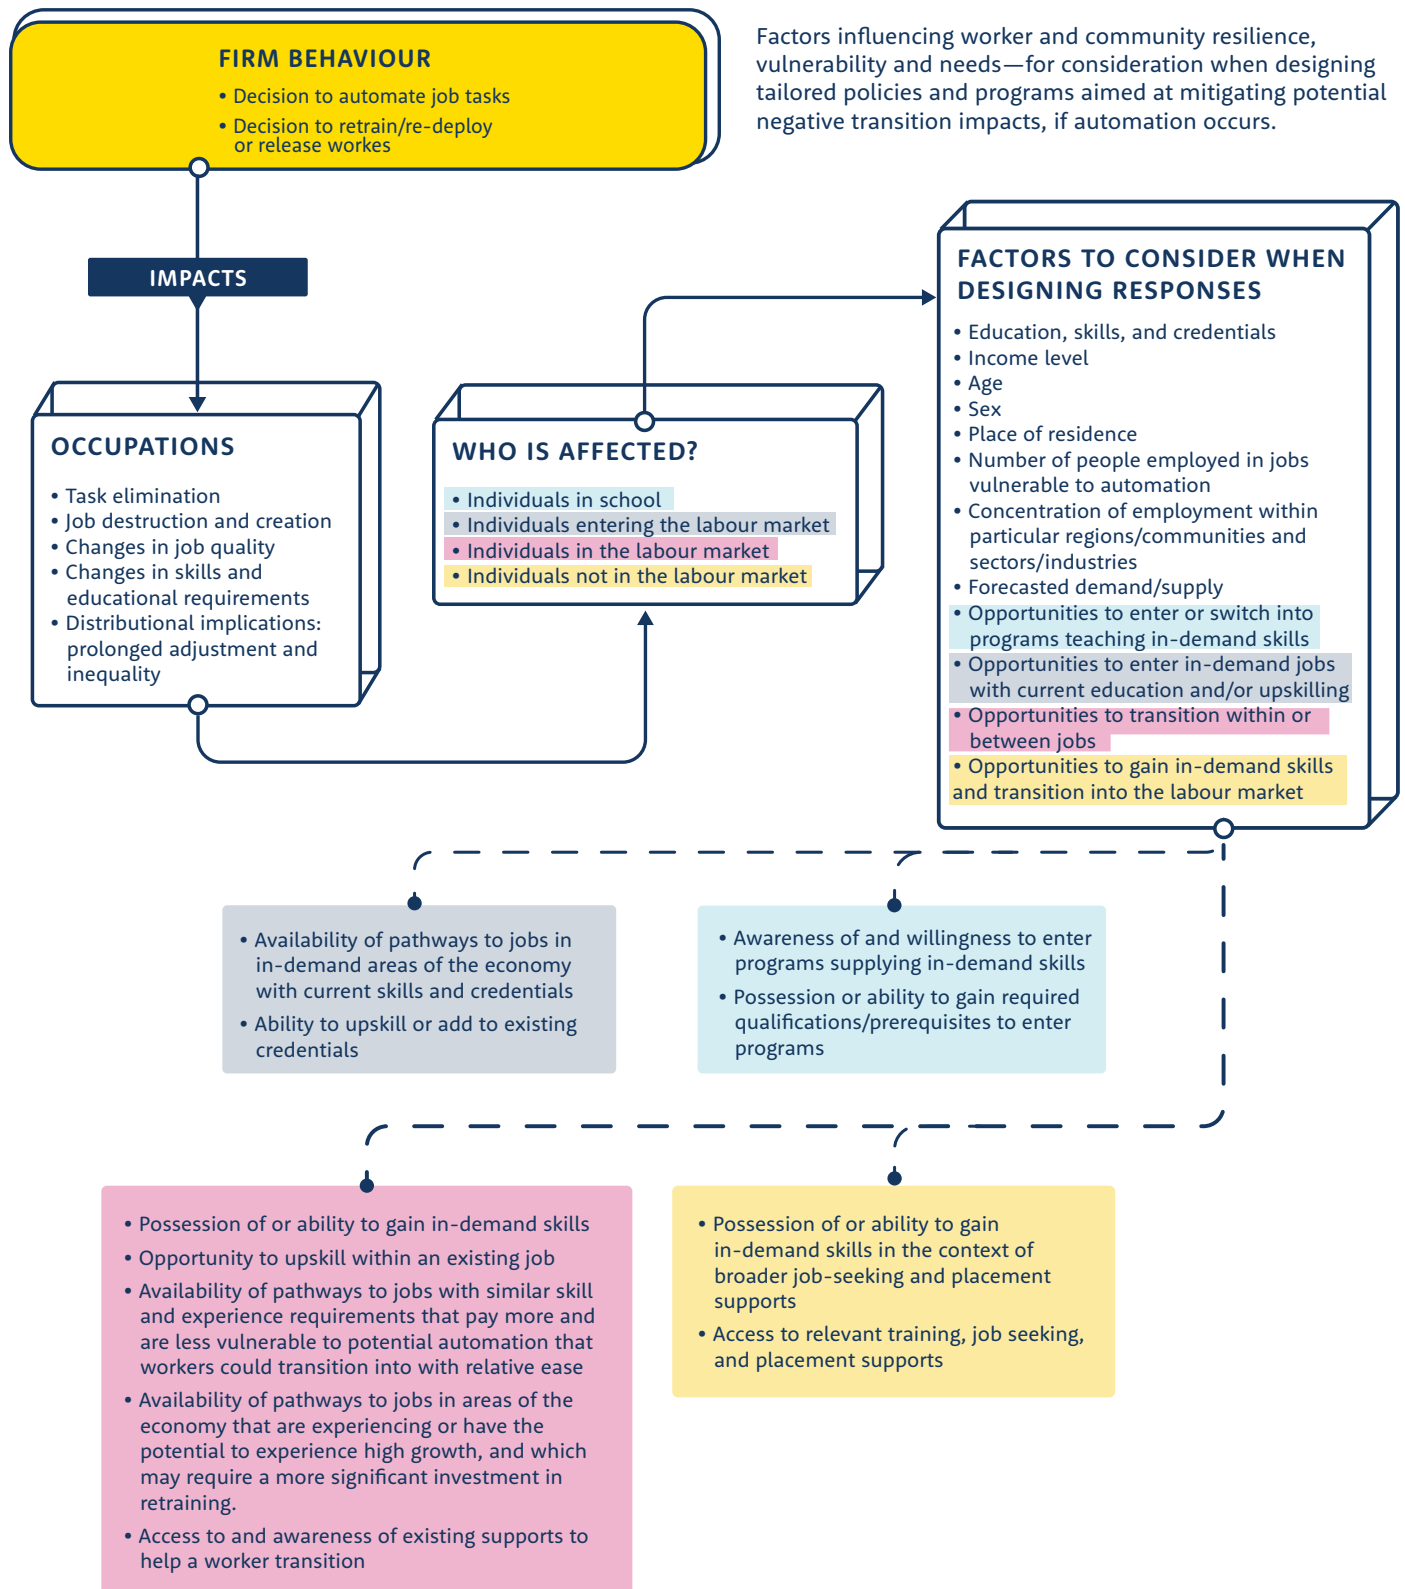 FIRM BEHAVIOUR
• Decision to automate job tasks
• Decision to retrain/re-deploy
or release workes
Factors influencing worker and community resilience,
vulnerability and needs—for consideration when designing
tailored policies and programs aimed at mitigating potential
negative transition impacts, if automation occurs.
IMPACTS
OCCUPATIONS
• Task elimination
• Job destruction and creation
• Changes in job quality
• Changes in skills and
educational requirements
• Distributional implications:
prolonged adjustment and
inequality
WHO IS AFFECTED?
• Individuals in school
• Individuals entering the labour market
• Individuals in the labour market
• Individuals not in the labour market
FACTORS TO CONSIDER WHEN
DESIGNING RESPONSES
• Education, skills, and credentials
• Income level
• Age
• Sex
• Place of residence
• Number of people employed in jobs
vulnerable to automation
• Concentration of employment within
particular regions/communities and
sectors/industries
• Forecasted demand/supply
• Opportunities to enter or switch into
programs teaching in-demand skills
• Opportunities to enter in-demand jobs
with current education and/or upskilling
• Opportunities to transition within or
between jobs
• Opportunities to gain in-demand skills
and transition into the labour market
• Availability of pathways to jobs in
in-demand areas of the economy
with current skills and credentials
• Ability to upskill or add to existing
credentials
• Awareness of and willingness to enter
programs supplying in-demand skills
• Possession or ability to gain required
qualifications/prerequisites to enter
programs
• Possession of or ability to gain in-demand skills
• Opportunity to upskill within an existing job
• Availability of pathways to jobs with similar skill
and experience requirements that pay more and
are less vulnerable to potential automation that
workers could transition into with relative ease
• Availability of pathways to jobs in areas of the
economy that are experiencing or have the
potential to experience high growth, and which
may require a more significant investment in
retraining.
• Access to and awareness of existing supports to
help a worker transition
• Possession of or ability to gain
in-demand skills in the context of
broader job-seeking and placement
supports
• Access to relevant training, job seeking,
and placement supports